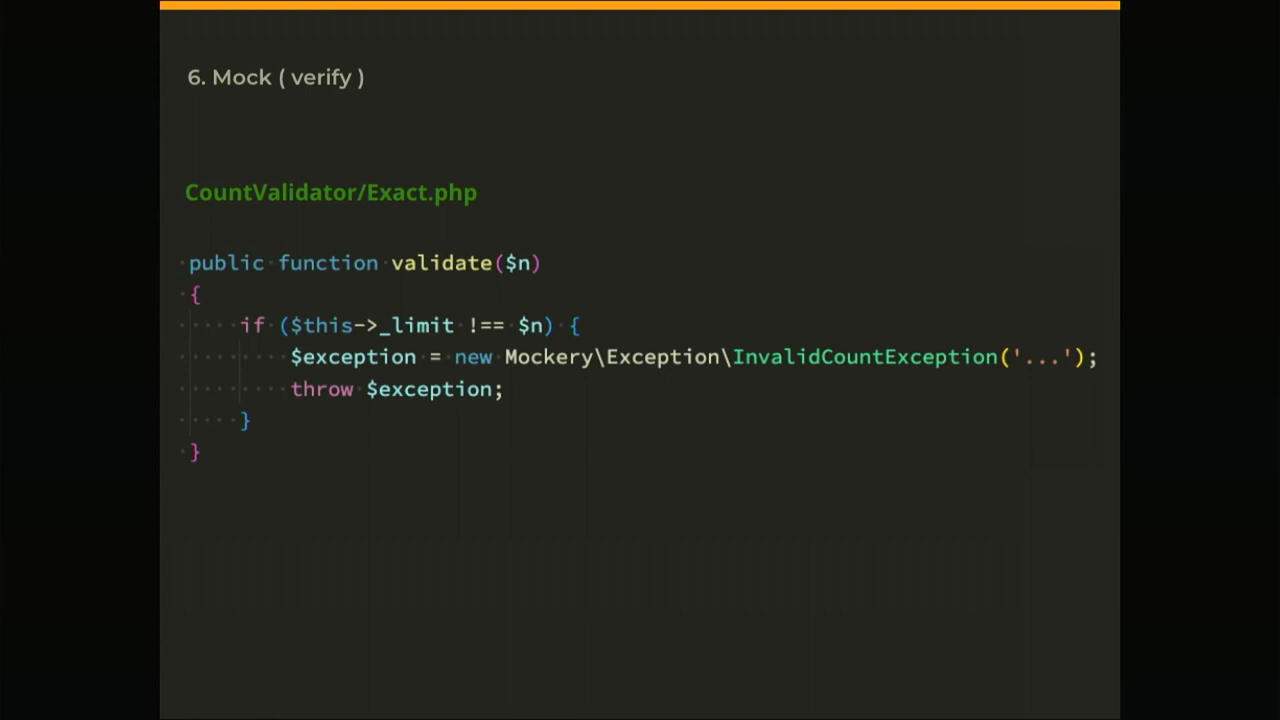 6. Mock ( verify )
CountValidator/Exact.php
public function validate($n)
{
if ($this->_limit !== $n) {
$exception = new Mockery\Exception\InvalidCountException('...');
throw $exception;
}
}